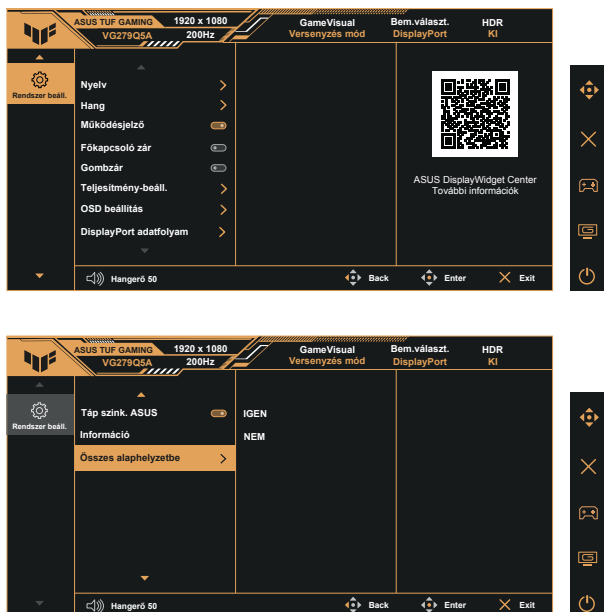 ASUS TUF GAMING
VG279Q5A
1920 x 1080
200Hz
GameVisual
Versenyzés mód
Bem.választ.
DisplayPort
HDR
KI
Rendszer beáll.
Nyelv
Hang
Működésjelző
Főkapcsoló zár
Gombzár
Teljesítmény-beáll.
OSD beállítás
DisplayPort adatfolyam
ASUS DisplayWidget Center
További információk
Hangerő 50
Back
Enter
Exit
ASUS TUF GAMING
VG279Q5A
1920 x 1080
200Hz
GameVisual
Versenyzés mód
Bem.választ.
DisplayPort
HDR
KI
Rendszer beáll.
Táp szink. ASUS
Információ
Összes alaphelyzetbe
IGEN
NEM
Hangerő 50
Back
Enter
Exit